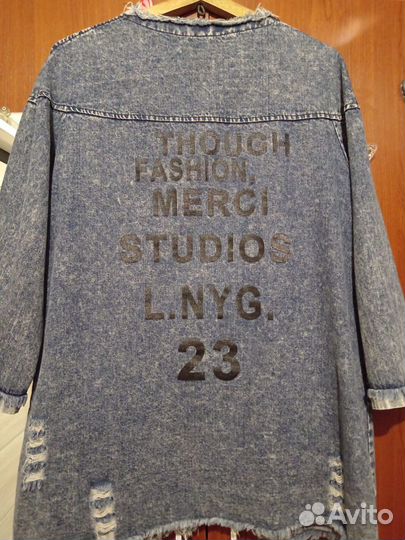 THOUGH
FASHION,
MERCI
STUDIOS
L.NYG.
23
Avito